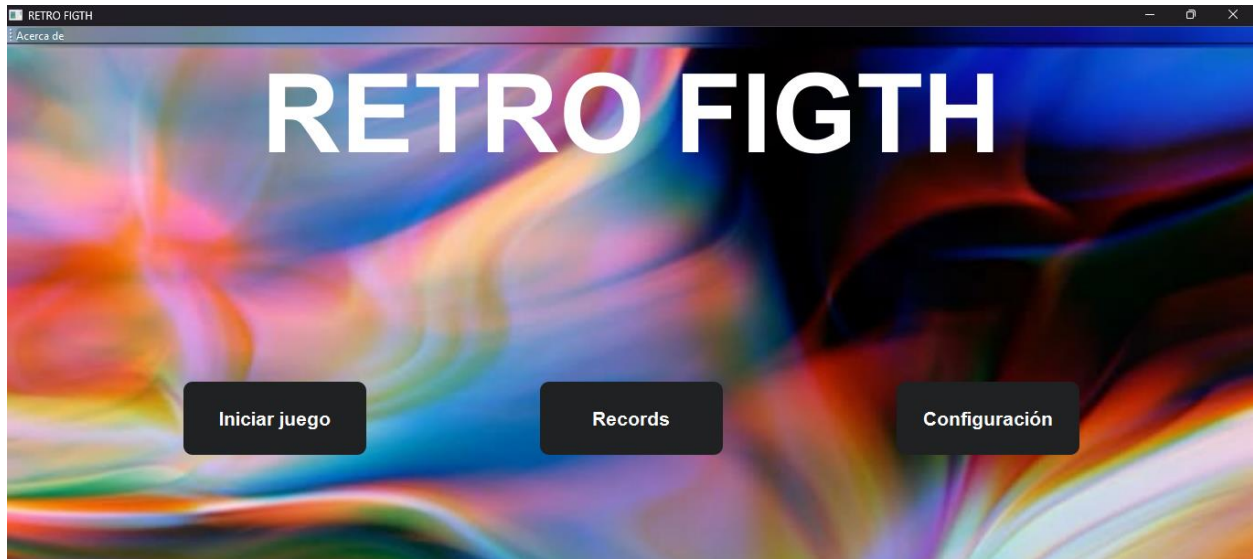 RETRO FIGTH
Acerca de
RETRO FIGTH
Iniciar juego
Records
Configuración